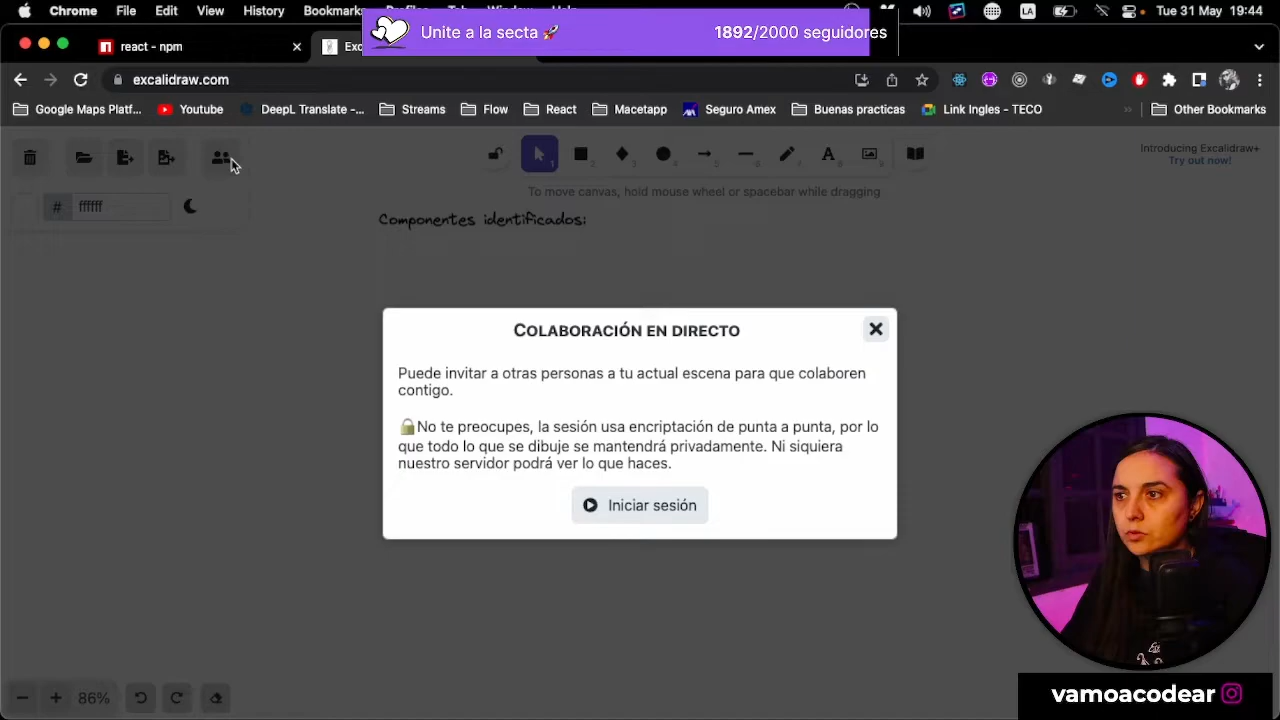 Chrome File Edit View History Bookmarks
LA Tue 31 May 19:44
Unite a la secta 🚀 1892/2000 seguidores
react - npm
Exc
excalidraw.com
Google Maps Platf... Youtube DeepL Translate -... Streams Flow React Macetapp Seguro Amex Buenas practicas Link Ingles - TECO » Other Bookmarks
Introducing Excalidraw+
Try out now!
To move canvas, hold mouse wheel or spacebar while dragging
# ffffff
Componentes identificados:
COLABORACIÓN EN DIRECTO
Puede invitar a otras personas a tu actual escena para que colaboren
contigo.
🔒No te preocupes, la sesión usa encriptación de punta a punta, por lo
que todo lo que se dibuje se mantendrá privadamente. Ni siquiera
nuestro servidor podrá ver lo que haces.
Iniciar sesión
86%
vamoacodear